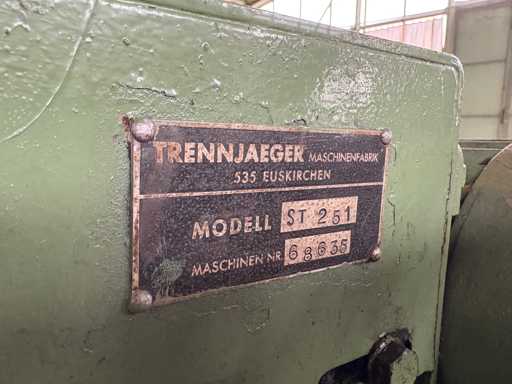 TRENNJAEGER MASCHINENFABRIK
535 EUSKIRCHEN
MODELL ST 251
MASCHINEN NR. 68635